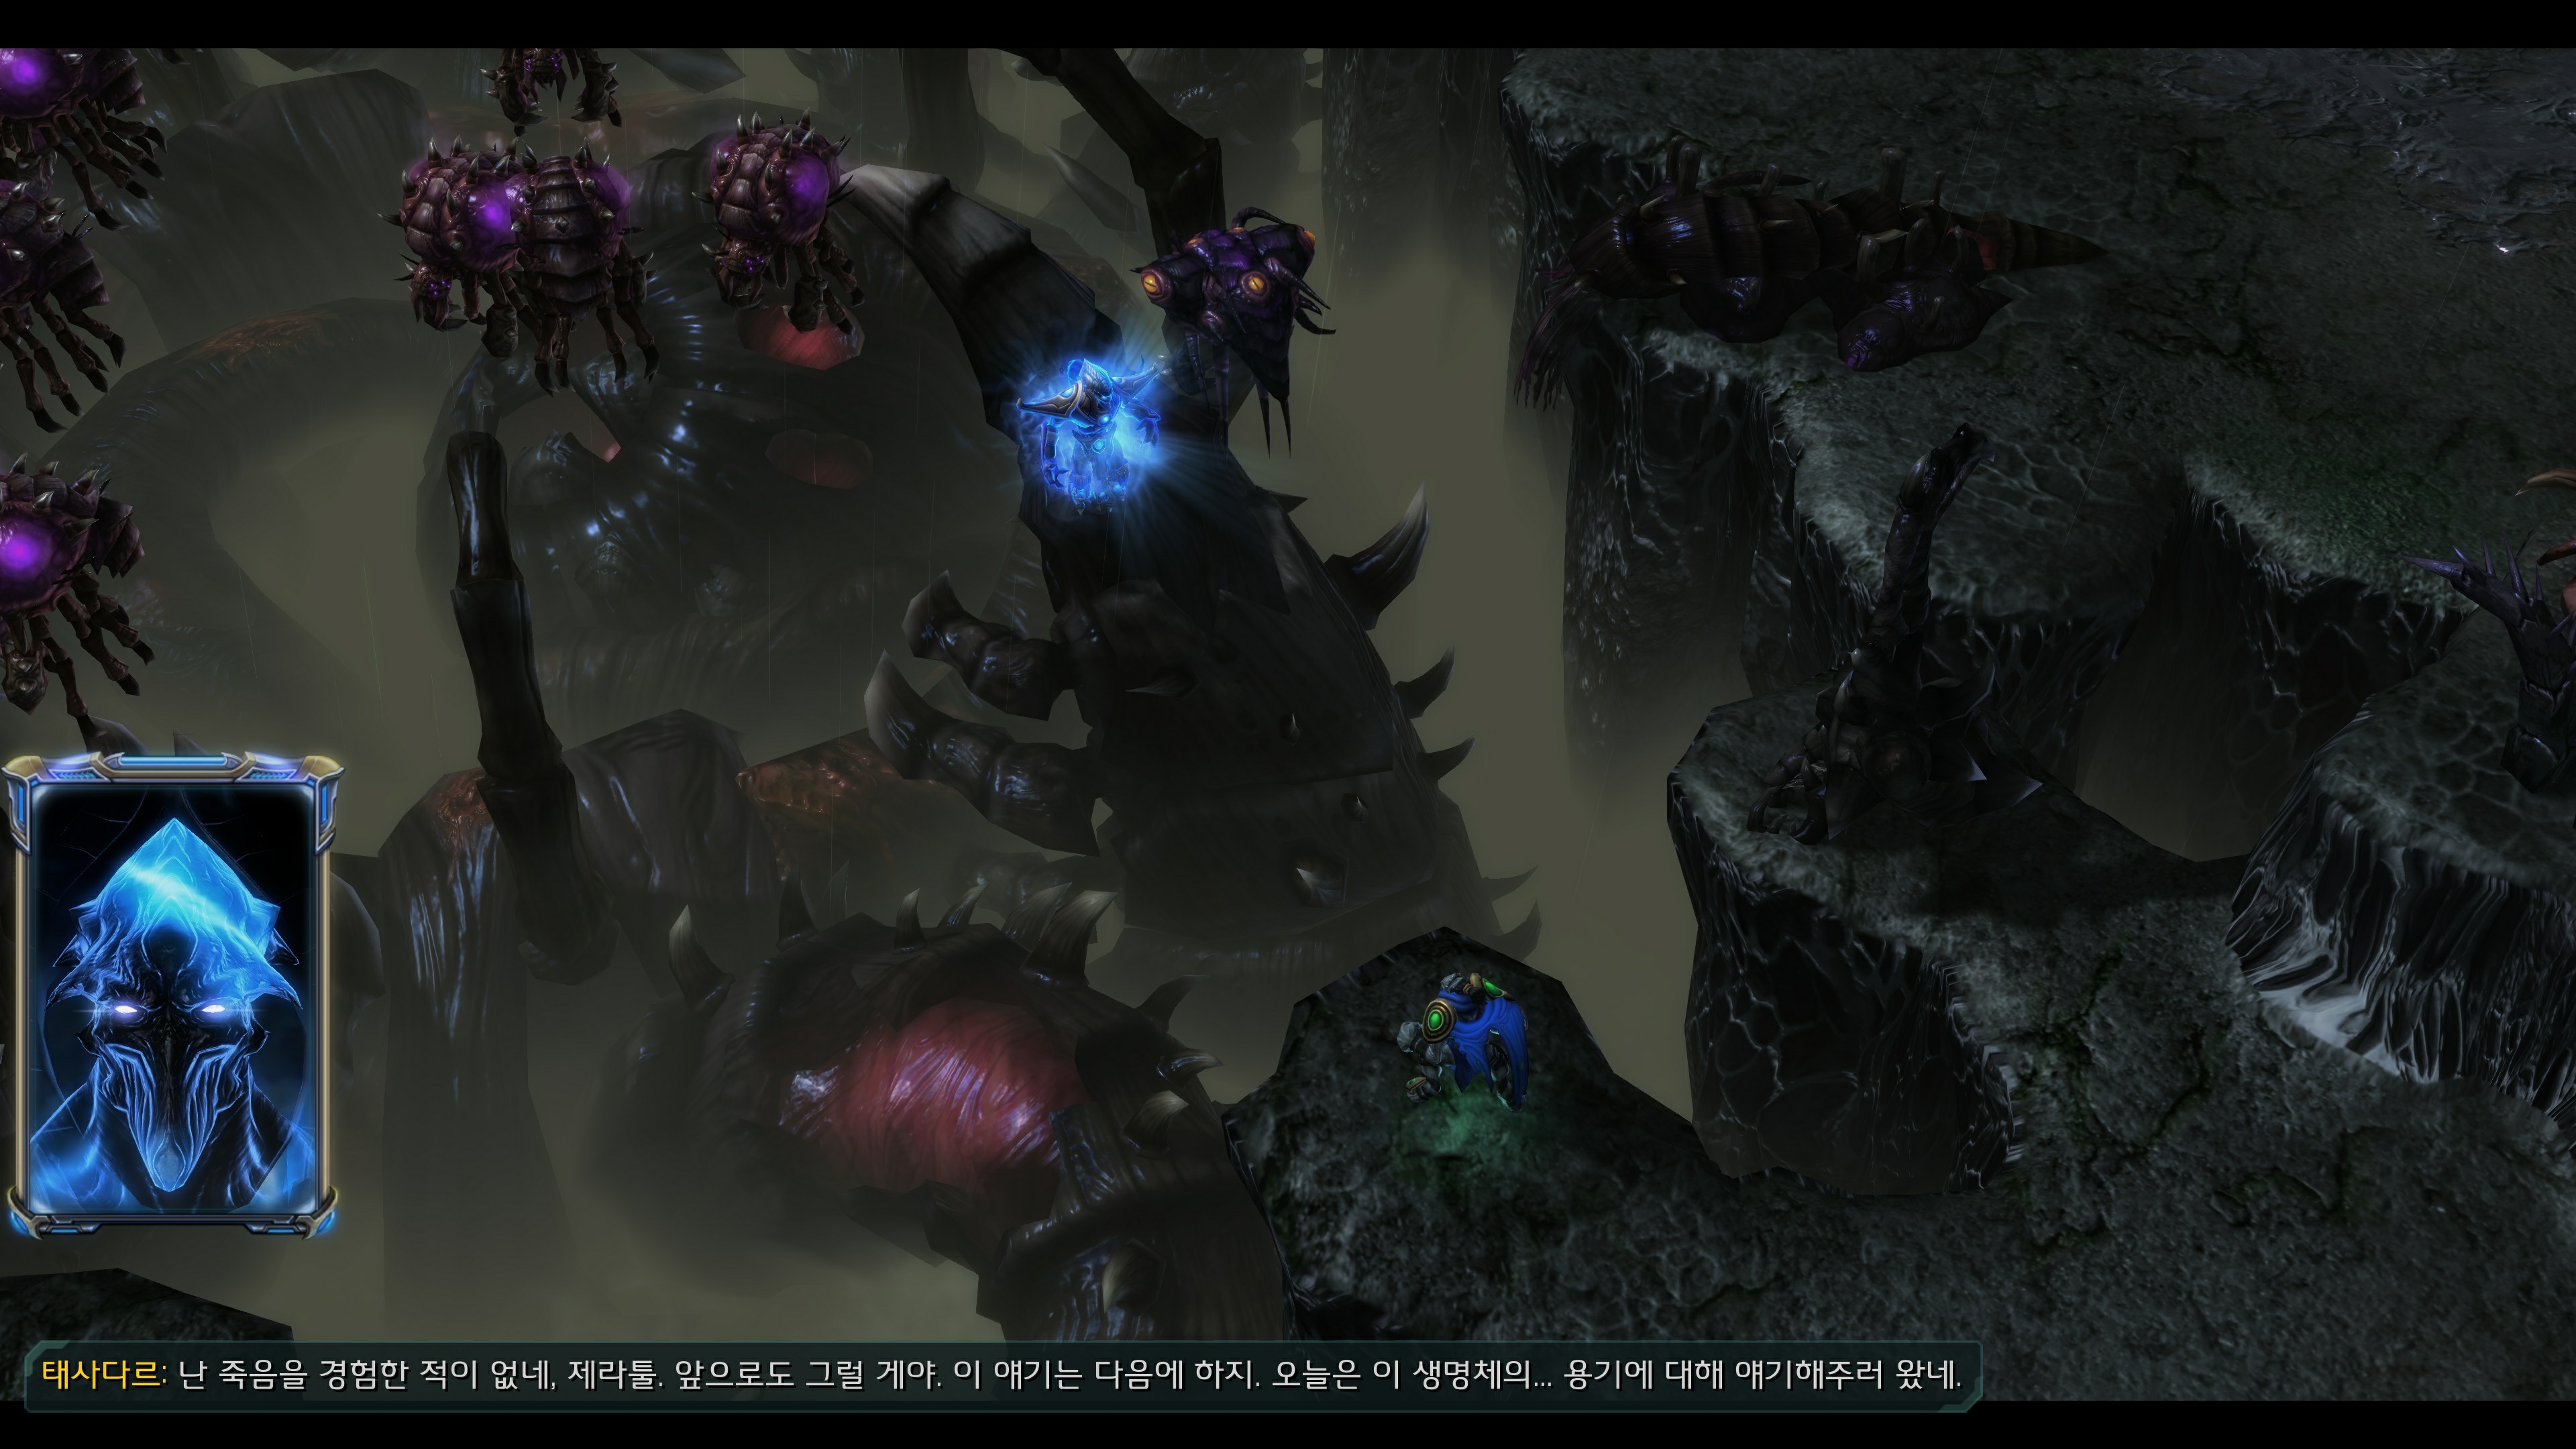 태사다르: 난 죽음을 경험한 적이 없네, 제라툴. 앞으로도 그럴 게야. 이 얘기는 다음에 하지. 오늘은 이 생명체의... 용기에 대해 얘기해주러 왔네.